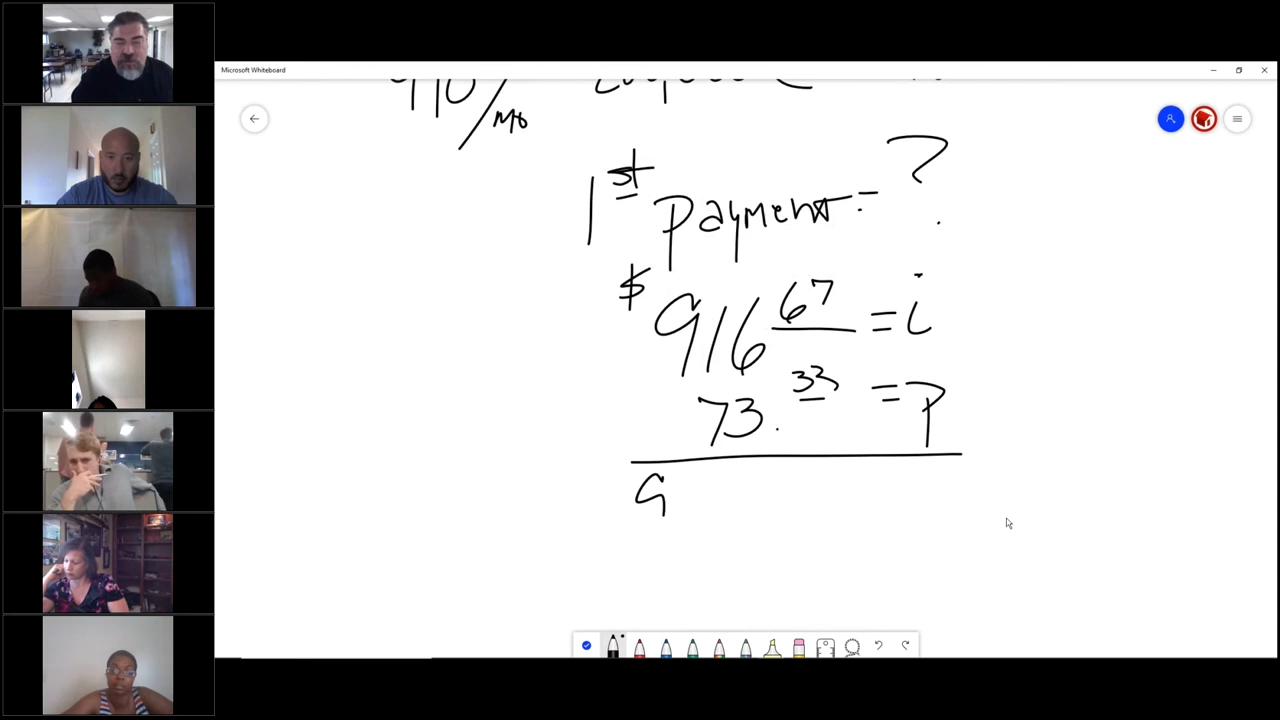 Microsoft Whiteboard
/mo
1st payment = ?
$ 916 67 = i
73. 33 = P
9